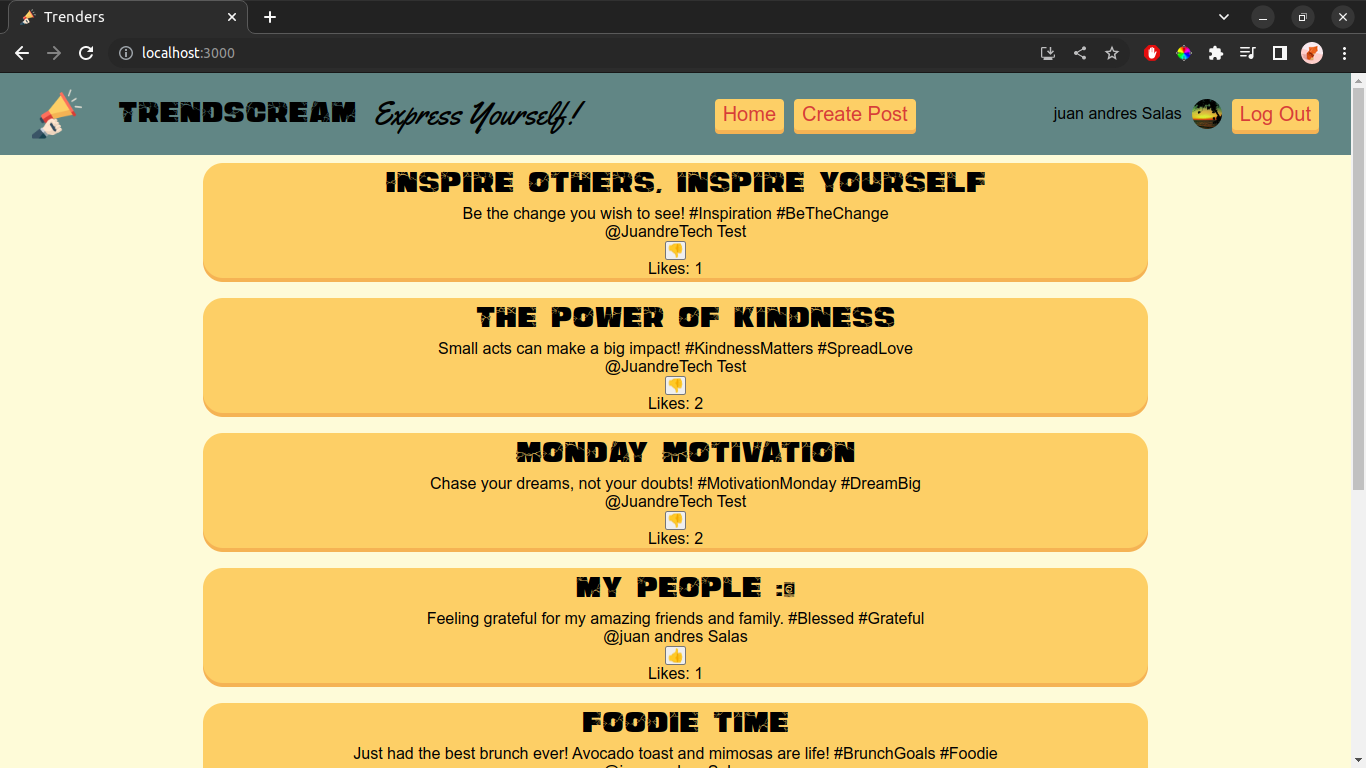 Trenders
localhost:3000
TRENDSCREAM Express Yourself! Home Create Post juan andres Salas Log Out
INSPIRE OTHERS, INSPIRE YOURSELF
Be the change you wish to see! #Inspiration #BeTheChange
@JuandreTech Test
Likes: 1
THE POWER OF KINDNESS
Small acts can make a big impact! #KindnessMatters #SpreadLove
@JuandreTech Test
Likes: 2
MONDAY MOTIVATION
Chase your dreams, not your doubts! #MotivationMonday #DreamBig
@JuandreTech Test
Likes: 2
MY PEOPLE :
Feeling grateful for my amazing friends and family. #Blessed #Grateful
@juan andres Salas
Likes: 1
FOODIE TIME
Just had the best brunch ever! Avocado toast and mimosas are life! #BrunchGoals #Foodie